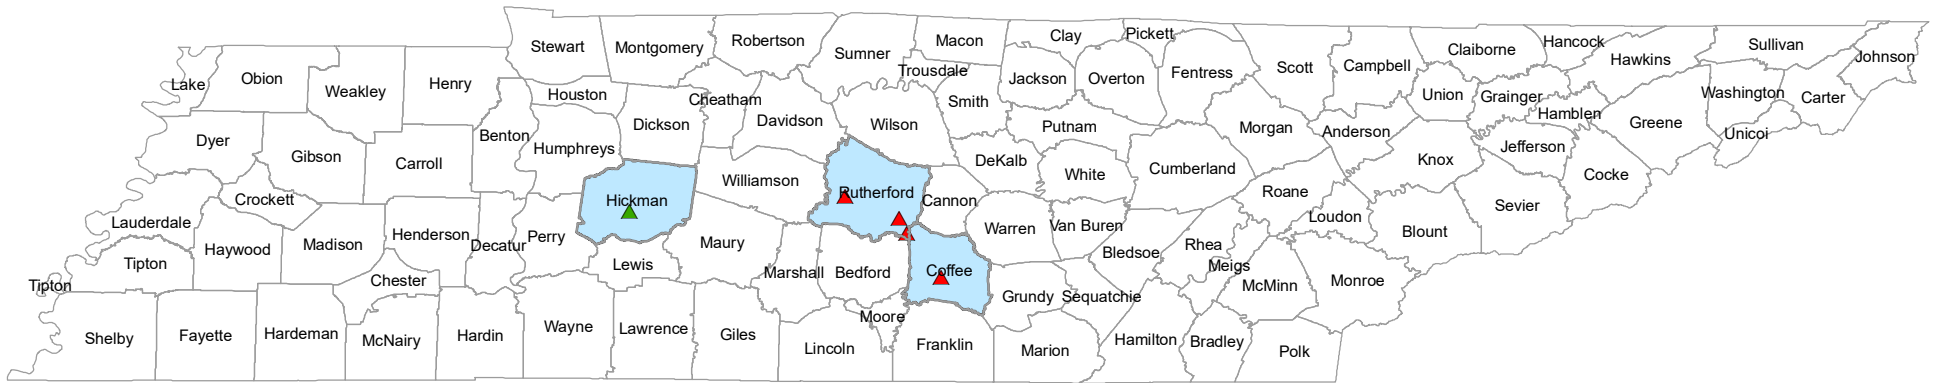 Stewart
Montgomery
Robertson
Sumner
Macon
Clay
Pickett
Hancock
Claiborne
Sullivan
Hawkins
Johnson
Lake
Obion
Weakley
Henry
Houston
Cheatham
Trousdale
Jackson
Overton
Fentress
Scott
Campbell
Union
Grainger
Hamblen
Washington
Carter
Smith
Dickson
Davidson
Wilson
Putnam
Morgan
Anderson
Greene
Unicoi
Dyer
Gibson
Carroll
Benton
Humphreys
DeKalb
White
Cumberland
Knox
Jefferson
Cocke
Crockett
Hickman
Williamson
Rutherford
Cannon
Roane
Loudon
Sevier
Lauderdale
Haywood
Madison
Henderson
Decatur
Perry
Maury
Warren
Van Buren
Bledsoe
Rhea
Blount
Tipton
Chester
Lewis
Marshall
Bedford
Coffee
Meigs
McMinn
Monroe
Tipton
Grundy
Sequatchie
Moore
Shelby
Fayette
Hardeman
McNairy
Hardin
Wayne
Lawrence
Giles
Lincoln
Franklin
Marion
Hamilton
Bradley
Polk